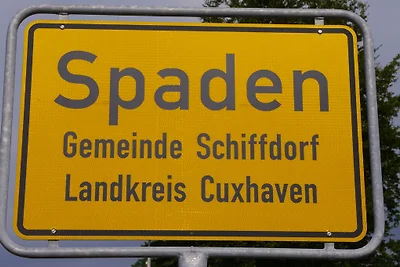 Spaden
Gemeinde Schiffdorf
Landkreis Cuxhaven